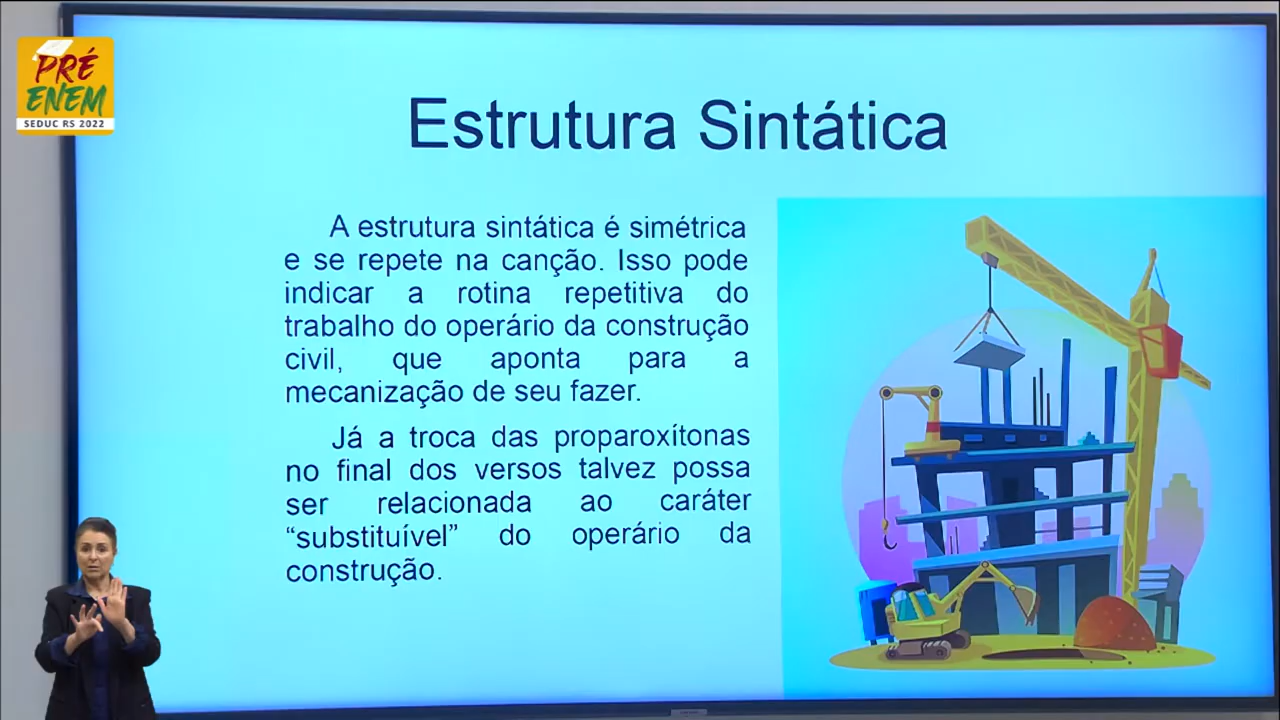 PRÉ
ENEM
SEDUC RS 2022
Estrutura Sintática
A estrutura sintática é simétrica
e se repete na canção. Isso pode
indicar a rotina repetitiva do
trabalho do operário da construção
civil, que aponta para a
mecanização de seu fazer.
Já a troca das proparoxítonas
no final dos versos talvez possa
ser relacionada ao caráter
“substituível” do operário da
construção.